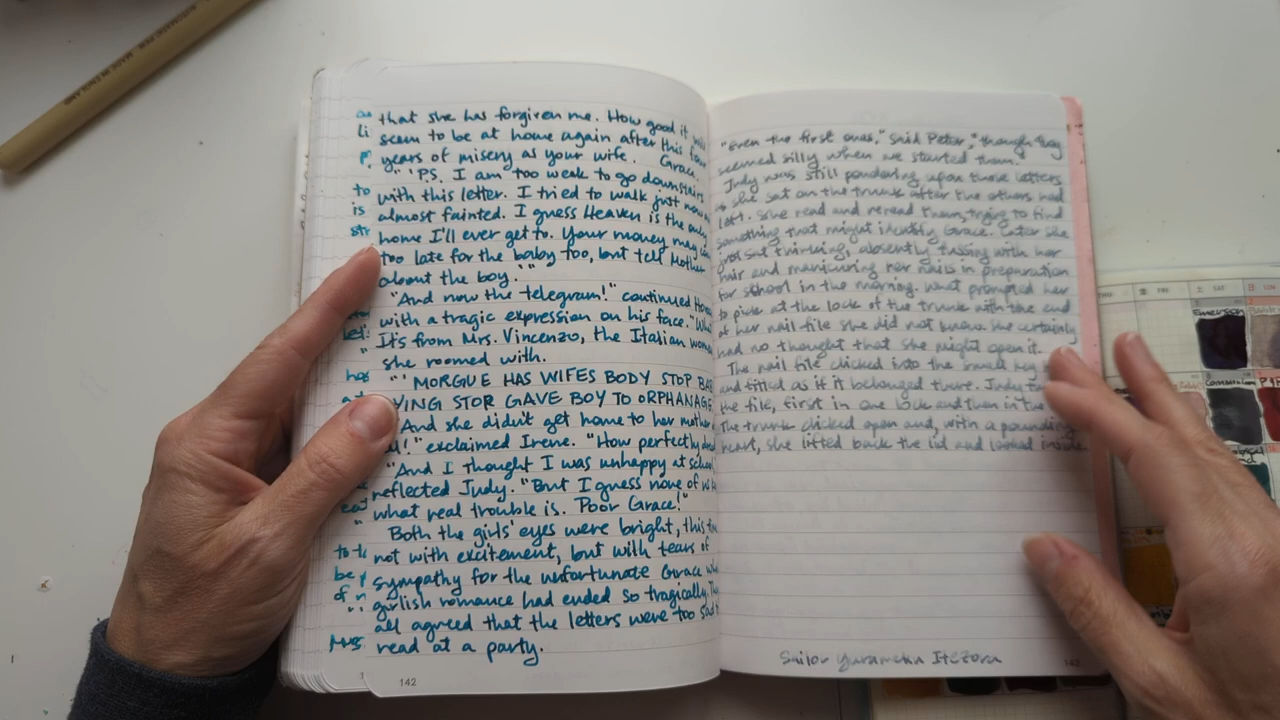 MADE IN ENGLAND
that she has forgiven me. How good it will
seem to be at home again after this four
years of misery as your wife. Grace.
"'P.S. I am too weak to go downstairs
with this letter. I tried to walk just now and
almost fainted. I guess Heaven is the only
home I'll ever get to. Your money may come
too late for the baby too, but tell Mother
about the boy.'"
"And now the telegram!" continued
with a tragic expression on his face.
It's from Mrs. Vincenzo, the Italian woman
she roomed with.
"'MORGUE HAS WIFES BODY STOP BA
YING STOP GAVE BOY TO ORPHANAGE
And she didn't get home to her mother
" exclaimed Irene. "How perfectly
"And I thought I was unhappy at school
reflected Judy. "But I guess none of us
what real trouble is. Poor Grace!"
Both the girls' eyes were bright, this
not with excitement, but with tears of
sympathy for the unfortunate Grace
girlish romance had ended so tragically.
all agreed that the letters were too sad to
read at a party.
142
"Even the first ones," said Peter, "though they
seemed silly when we started them."
Judy was still pondering upon those letters
she sat on the trunk after the others had
left. She read and reread them, trying to find
something that might identify Grace. Later she
just sat thinking, absently fussing with her
hair and manicuring her nails in preparation
for school in the morning. What prompted her
to pick at the lock of the trunk with the end
of her nail file she did not know. She certainly
had no thought that she might open it.
The nail file clicked into the small key
and fitted as if it belonged there. Judy
the file, first in one lock and then in the
The trunk clicked open and, with a pounding
heart, she lifted back the lid and looked inside.
Sailor Yurameku Itezora
143
SAT
SUN
Emerson